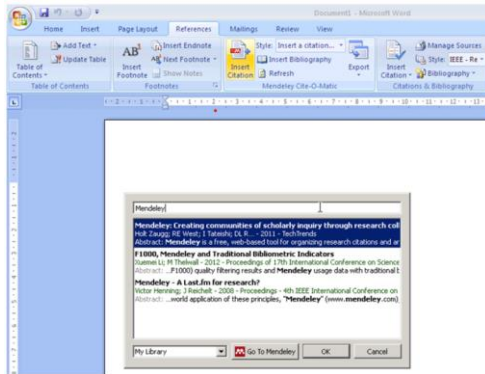 Document1 - Microsoft Word
Home Insert Page Layout References Mailings Review View
Table of Contents
Add Text
Update Table
Table of Contents
AB¹
Insert Footnote
Insert Endnote
Next Footnote
Show Notes
Footnotes
Insert Citation
Style: Insert a citation...
Insert Bibliography
Refresh
Export
Mendeley Cite-O-Matic
Insert Citation
Manage Sources
Style: IEEE - Re
Bibliography
Citations & Bibliography
Mendeley
Mendeley: Creating communities of scholarly inquiry through research coll
Holt Zaugg; RE West; I Tateishi; DL R... - 2011 - TechTrends
Abstract: Mendeley is a free, web-based tool for organizing research citations and ar
F1000, Mendeley and Traditional Bibliometric Indicators
Xuemei Li; M Thelwall - 2012 - Proceedings of 17th International Conference on Science
Abstract: ...F1000) quality filtering results and Mendeley usage data with traditional b
Mendeley - A Last.fm for research?
Victor Henning; J Reichelt - 2008 - Proceedings - 4th IEEE International Conference on
Abstract: ...world application of these principles, "Mendeley" (www.mendeley.com)
My Library Go To Mendeley OK Cancel